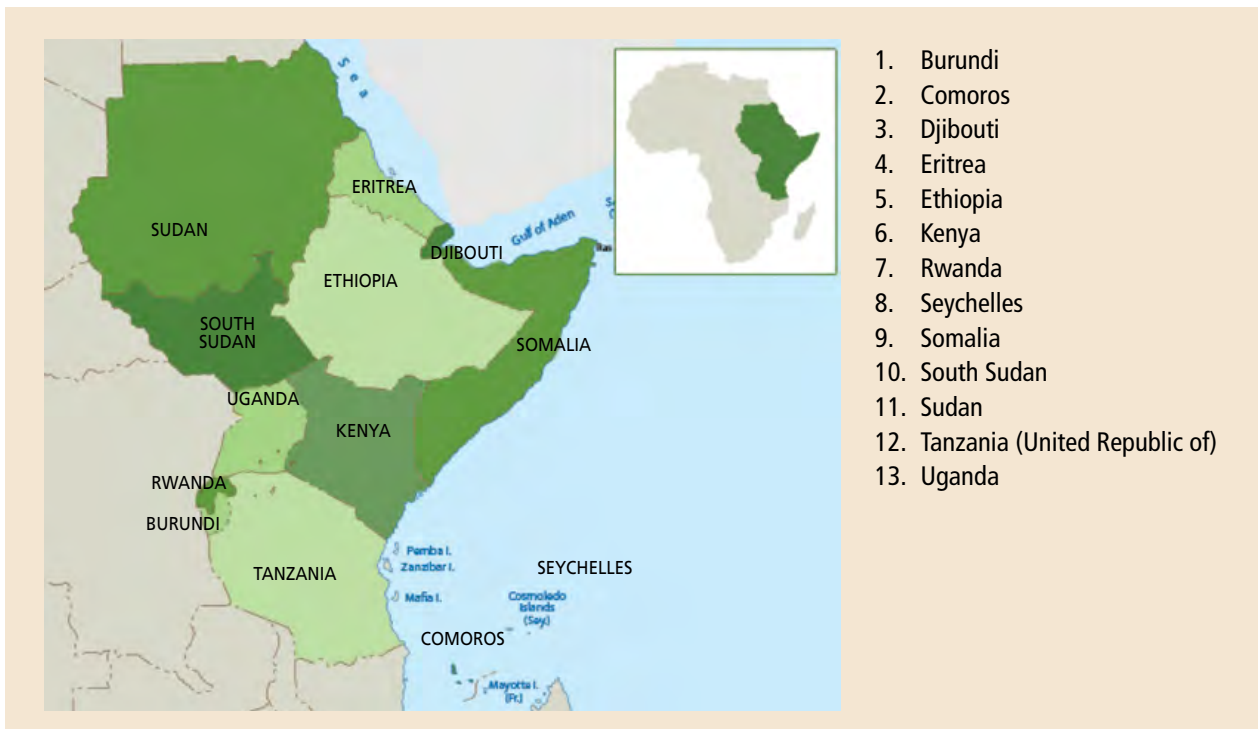 Sea
ERITREA
SUDAN
Gulf of Aden
DJIBOUTI
ETHIOPIA
SOUTH
SUDAN
SOMALIA
UGANDA
KENYA
RWANDA
BURUNDI
Pemba I.
Zanzibar I.
TANZANIA
SEYCHELLES
Mafia I.
Cosmoledo
Islands
(Sey.)
COMOROS
Mayotte I.
(Fr.)
1. Burundi
2. Comoros
3. Djibouti
4. Eritrea
5. Ethiopia
6. Kenya
7. Rwanda
8. Seychelles
9. Somalia
10. South Sudan
11. Sudan
12. Tanzania (United Republic of)
13. Uganda